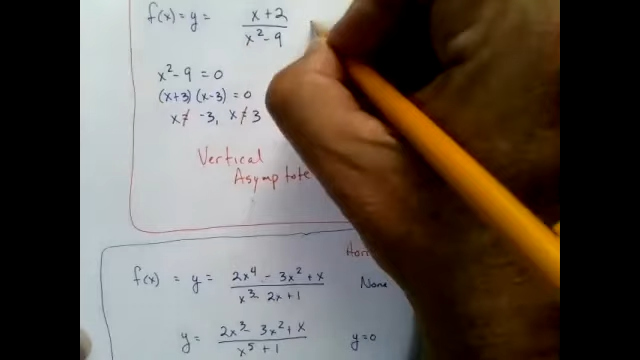 f(x) = y = x + 2 / x² - 9
x² - 9 = 0
(x+3)(x-3) = 0
x ≠ -3, x ≠ 3
Vertical
Asymptote
f(x) = y = 2x⁴ - 3x² + x / x³ - 2x + 1 None
y = 2x³ - 3x² + x / x⁵ + 1 y = 0